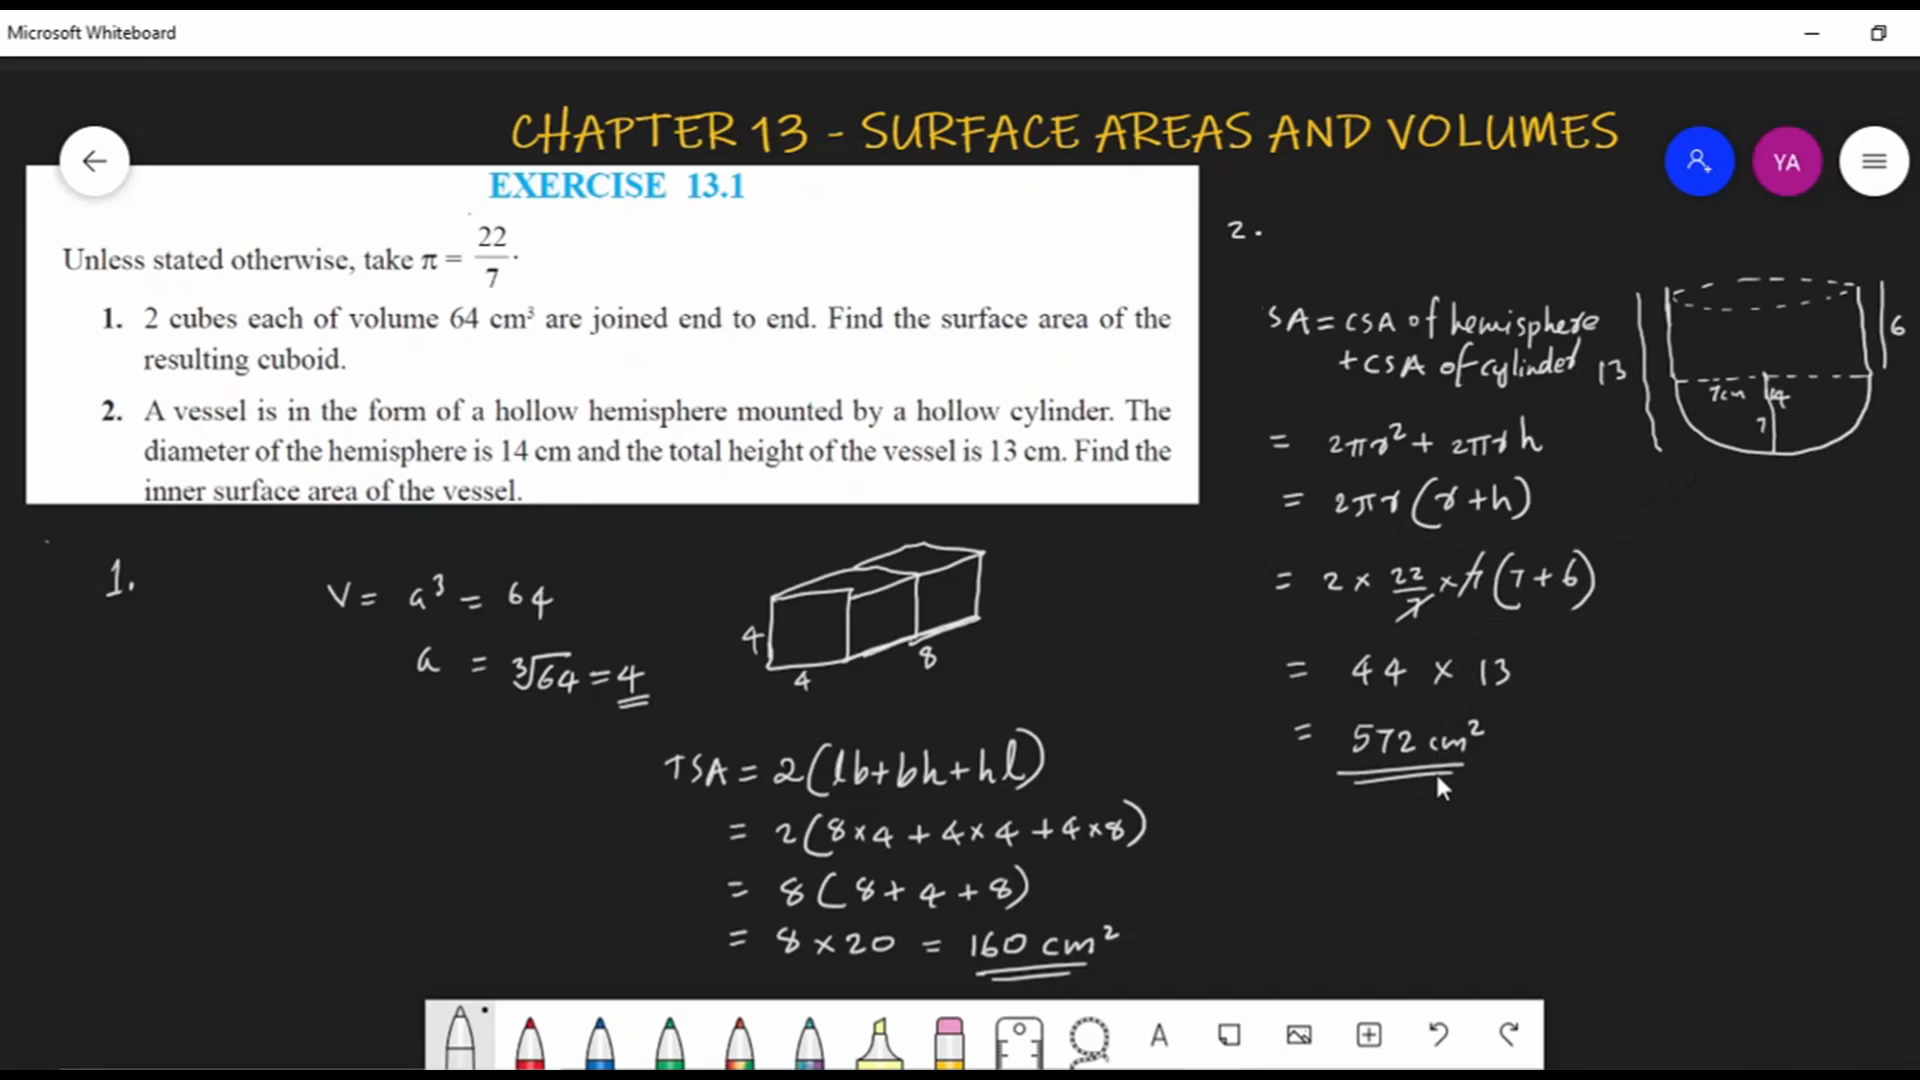 Microsoft Whiteboard
CHAPTER 13 - SURFACE AREAS AND VOLUMES
YA
EXERCISE 13.1
Unless stated otherwise, take π = 22/7.
1. 2 cubes each of volume 64 cm³ are joined end to end. Find the surface area of the
resulting cuboid.
2. A vessel is in the form of a hollow hemisphere mounted by a hollow cylinder. The
diameter of the hemisphere is 14 cm and the total height of the vessel is 13 cm. Find the
inner surface area of the vessel.
1.
V = a³ = 64
a = ³√64 = 4
4
4
8
TSA = 2(lb+bh+hl)
= 2(8×4 + 4×4 + 4×8)
= 8(8+4+8)
= 8×20 = 160 cm²
2.
SA = CSA of hemisphere
+ CSA of cylinder
13
6
7cm
7
= 2πr² + 2πrh
= 2πr(r+h)
= 2 × 22/7 × 7(7+6)
= 44 × 13
= 572 cm²
A